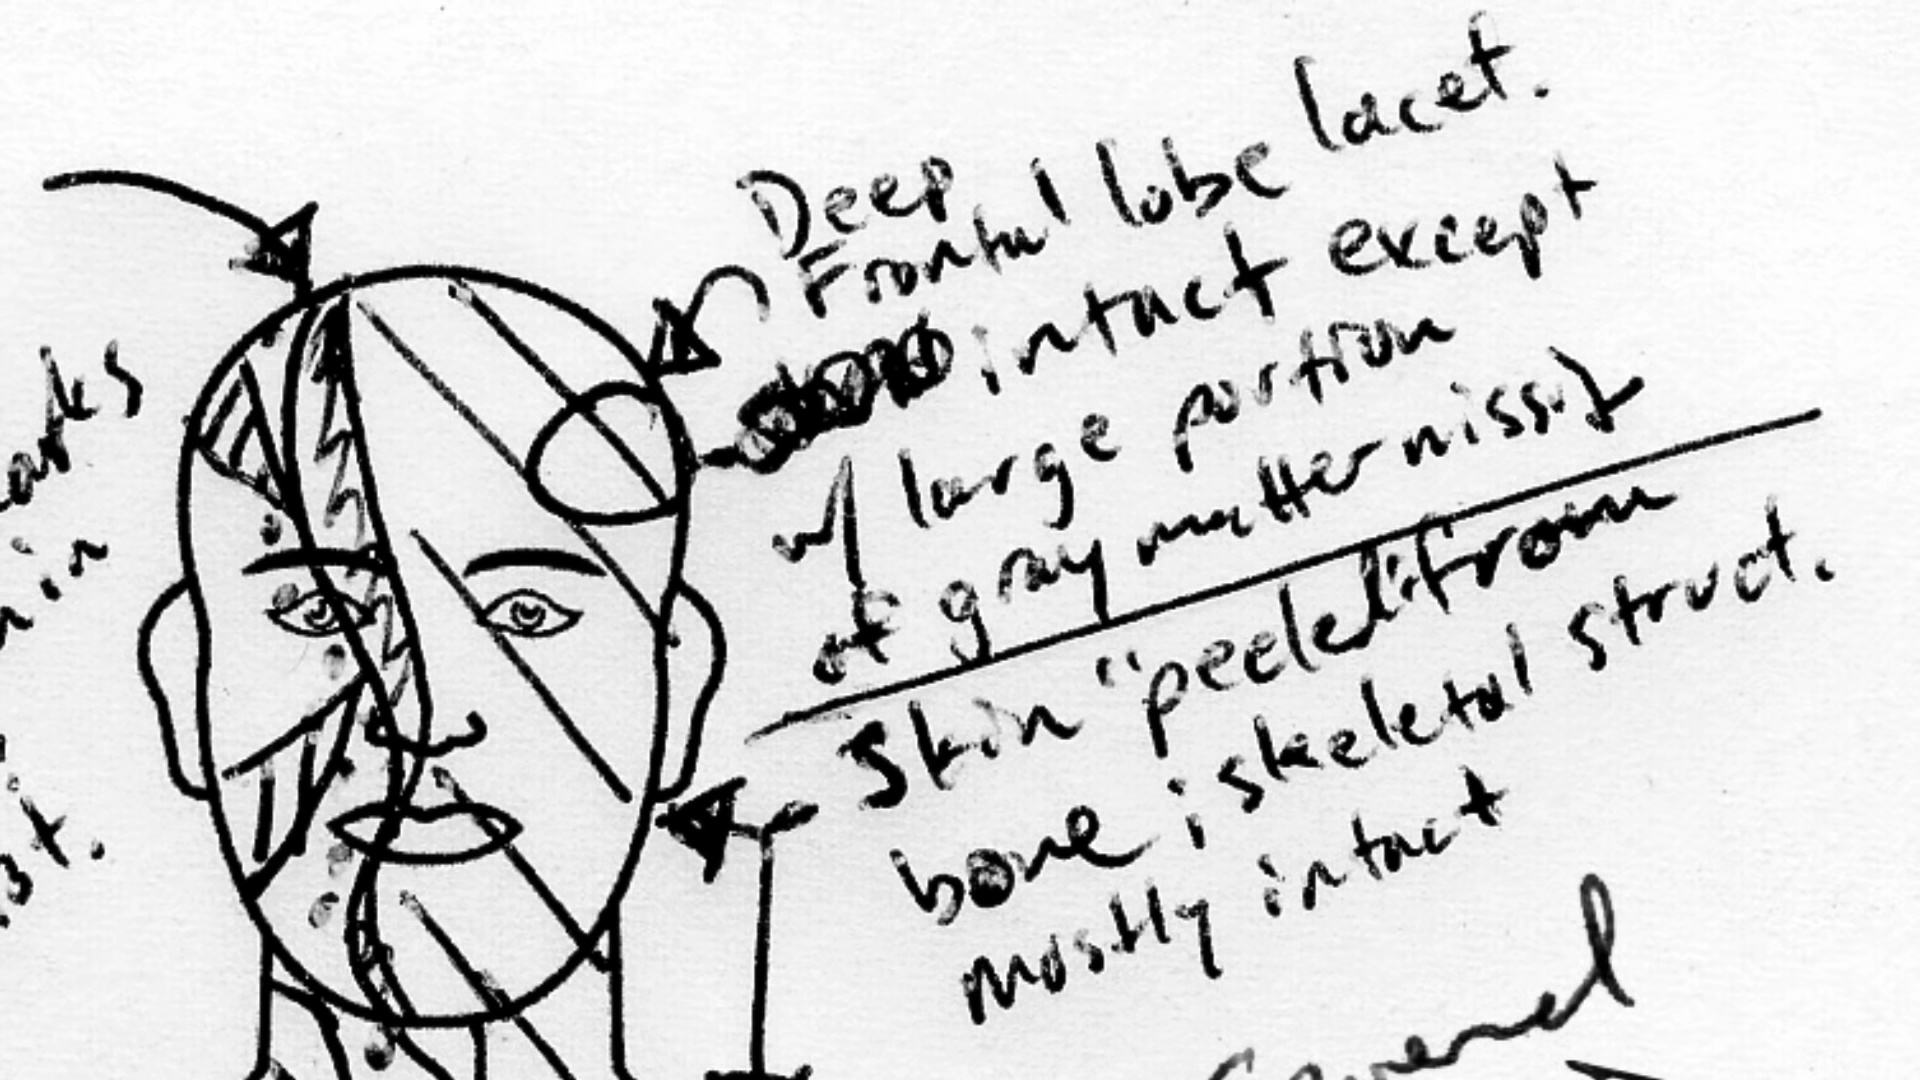 Deep
Frontal lobe lacet.
intact except
w/ large portion
of gray matter missing
Skin "peeled" from
bone ; skeletal struct.
mostly intact